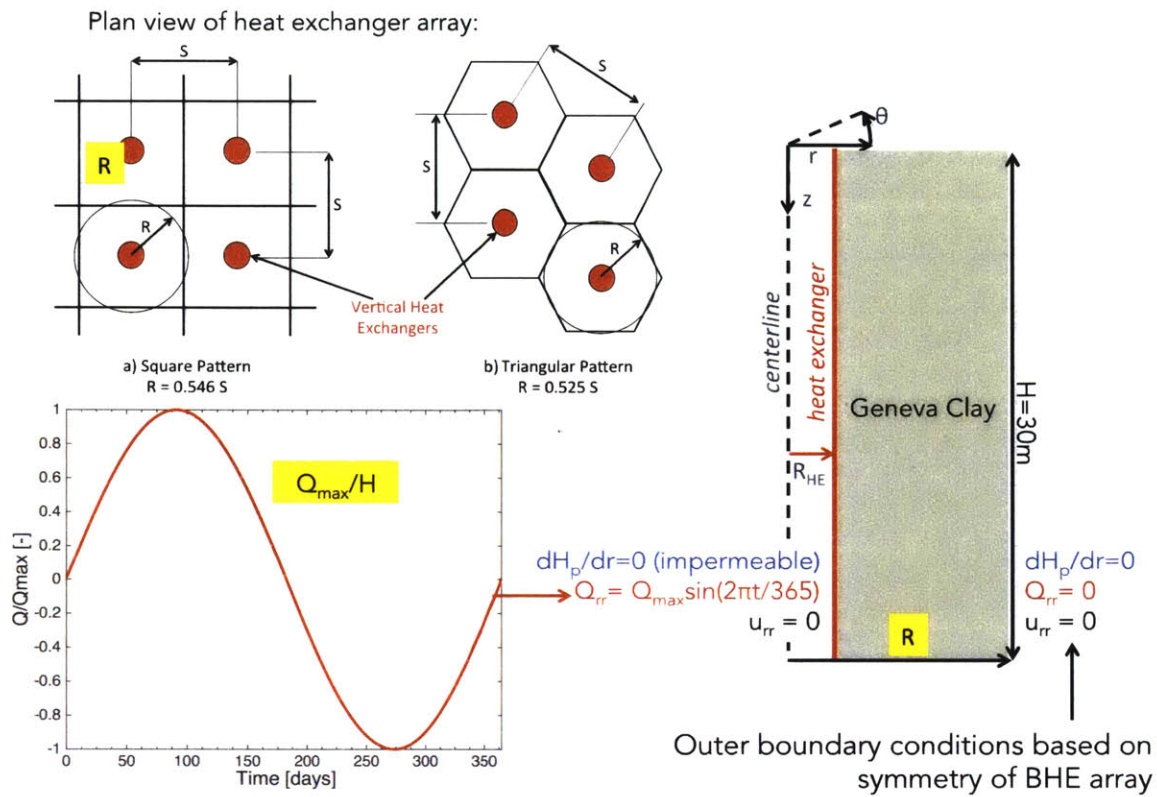 Plan view of heat exchanger array:
S
S
R
R
S
S
R
Vertical Heat
Exchangers
a) Square Pattern
R = 0.546 S
b) Triangular Pattern
R = 0.525 S
θ
r
z
centerline
heat exchanger
Geneva Clay
H=30m
R_HE
R
1
0.8
0.6
0.4
0.2
0
-0.2
-0.4
-0.6
-0.8
-1
Q/Qmax [-]
Q_max/H
0 50 100 150 200 250 300 350
Time [days]
dH_p/dr=0 (impermeable)
Q_rr= Q_max sin(2πt/365)
u_rr = 0
dH_p/dr=0
Q_rr= 0
u_rr = 0
Outer boundary conditions based on
symmetry of BHE array